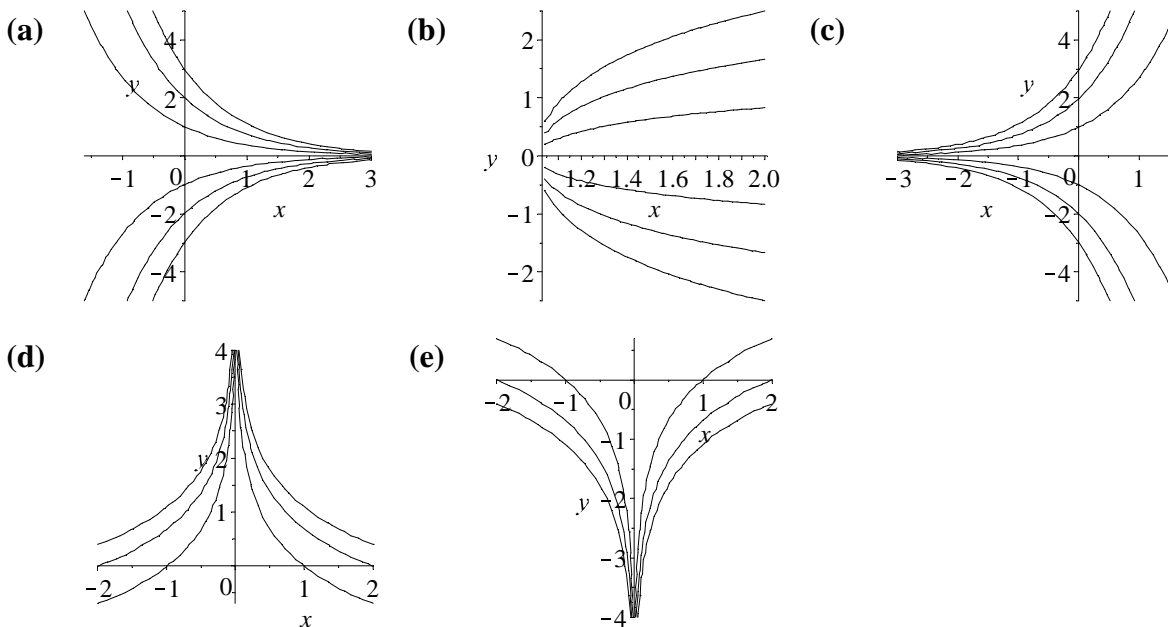 (a) 4 y 2 -1 0 1 2 3 x -2 -4
(b) 2 1 y 0 1.2 1.4 1.6 1.8 2.0 x -1 -2
(c) 4 y 2 -3 -2 -1 0 1 x -2 -4
(d) 4 3 y 2 1 -2 -1 0 1 2 x
(e) -2 -1 0 1 2 x -1 y -2 -3 -4